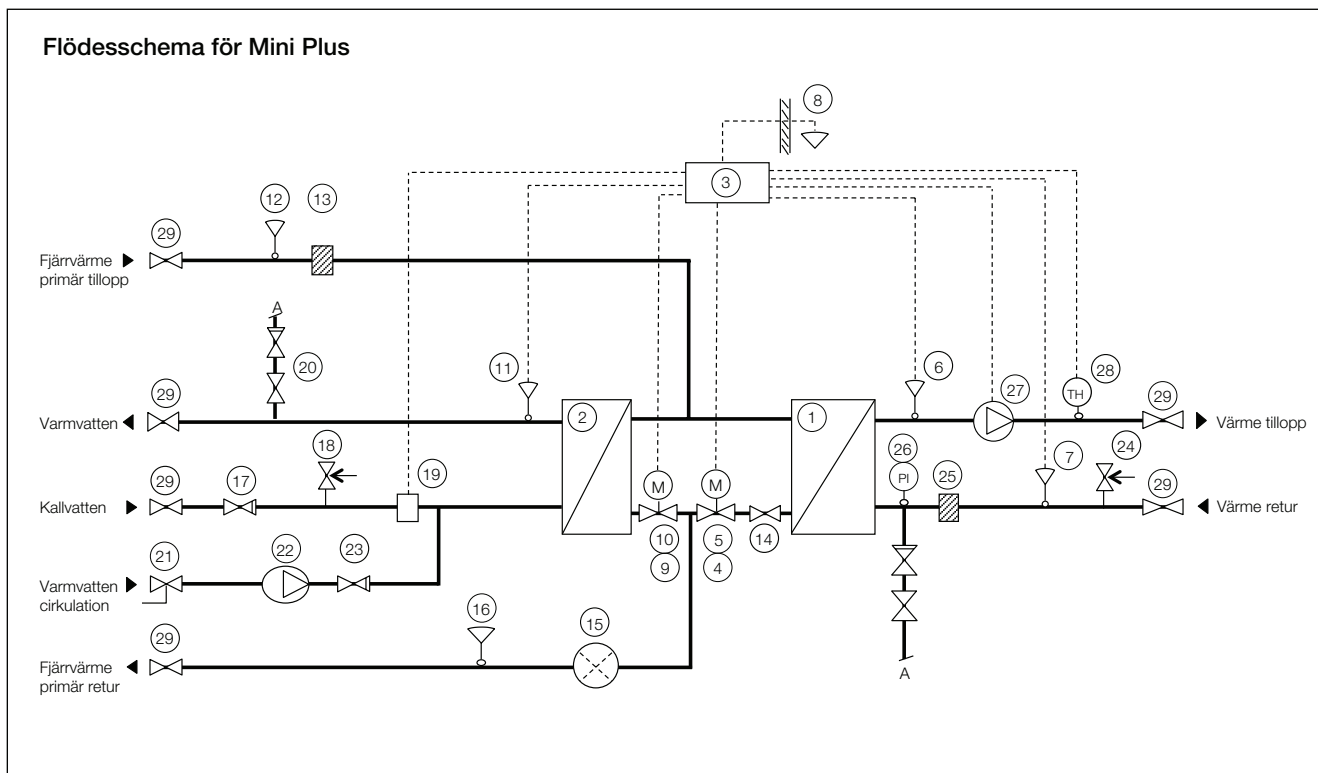 Flödesschema för Mini Plus
8
3
12
13
29
Fjärrvärme
primär tillopp
A
20
11
6
28
27
TH
29
29
Varmvatten
2
1
Värme tillopp
18
26
7
24
17
19
M
M
PI
25
29
29
Kallvatten
Värme retur
10
5
14
9
4
21
22
23
Varmvatten
cirkulation
16
15
29
Fjärrvärme
primär retur
A